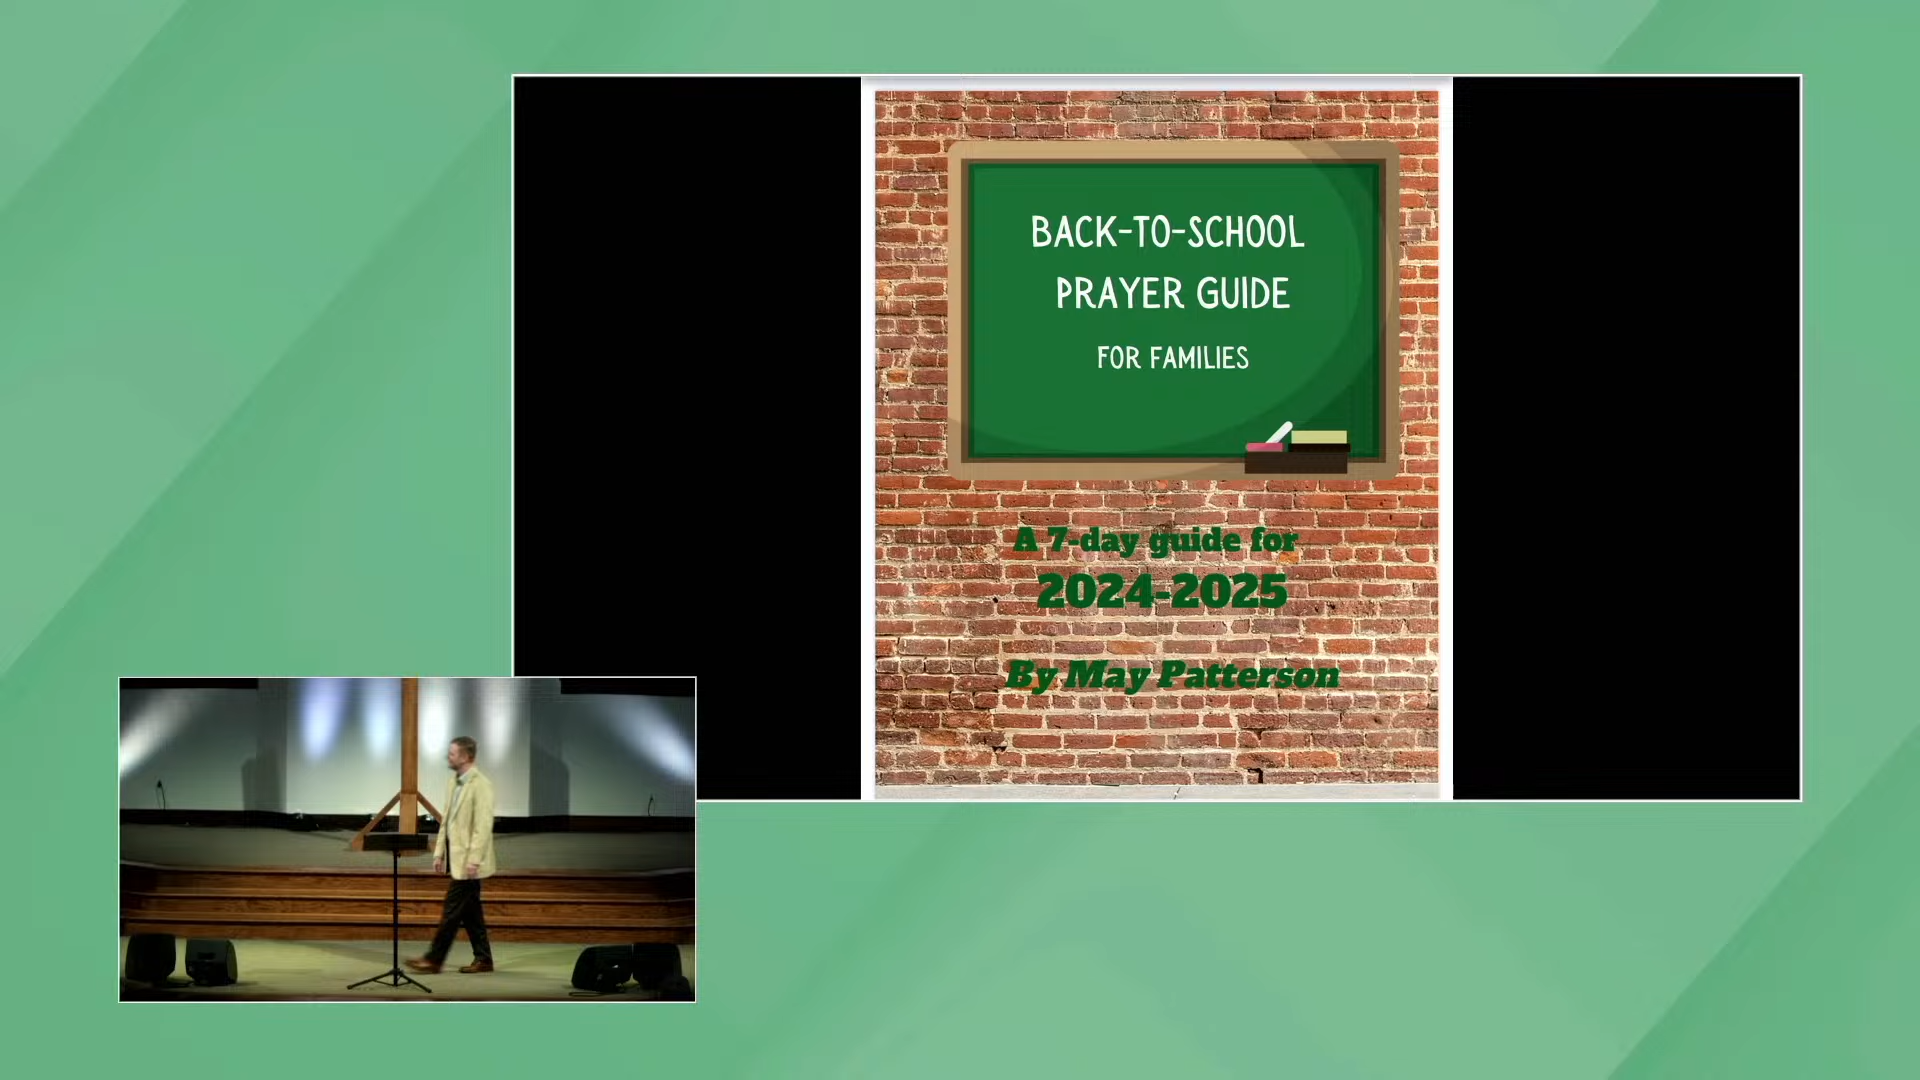 BACK-TO-SCHOOL
PRAYER GUIDE
FOR FAMILIES
A 7-day guide for
2024-2025
By May Patterson